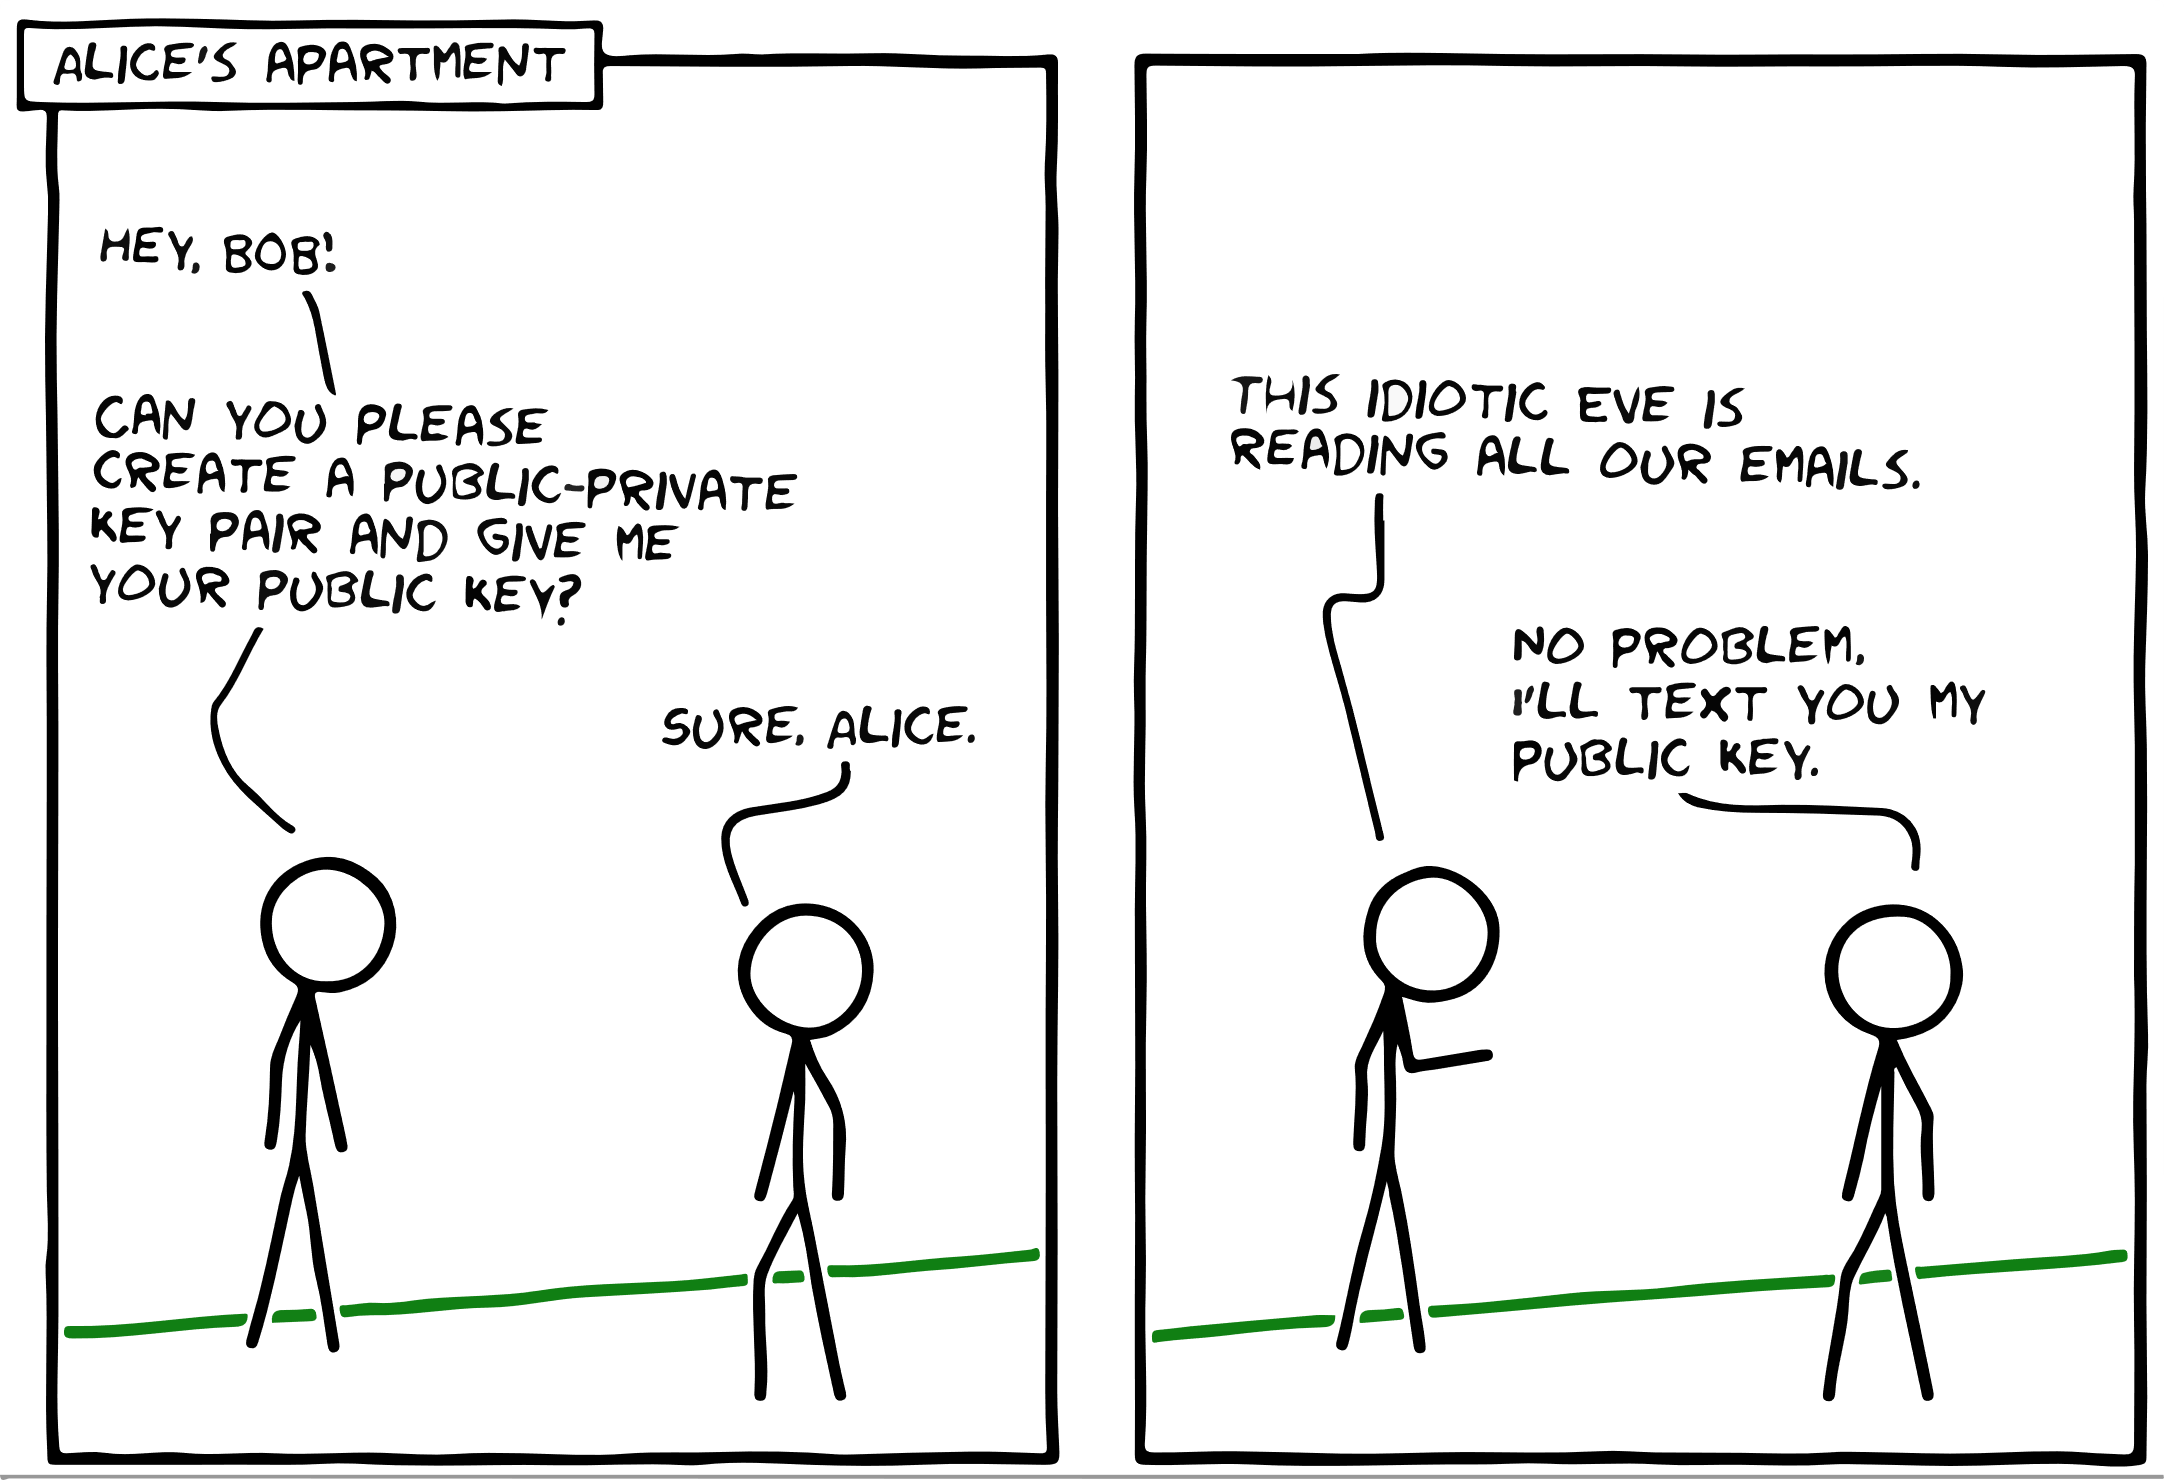 ALICE'S APARTMENT
HEY, BOB!
CAN YOU PLEASE
CREATE A PUBLIC-PRIVATE
KEY PAIR AND GIVE ME
YOUR PUBLIC KEY?
SURE, ALICE.
THIS IDIOTIC EVE IS
READING ALL OUR EMAILS.
NO PROBLEM,
I'LL TEXT YOU MY
PUBLIC KEY.